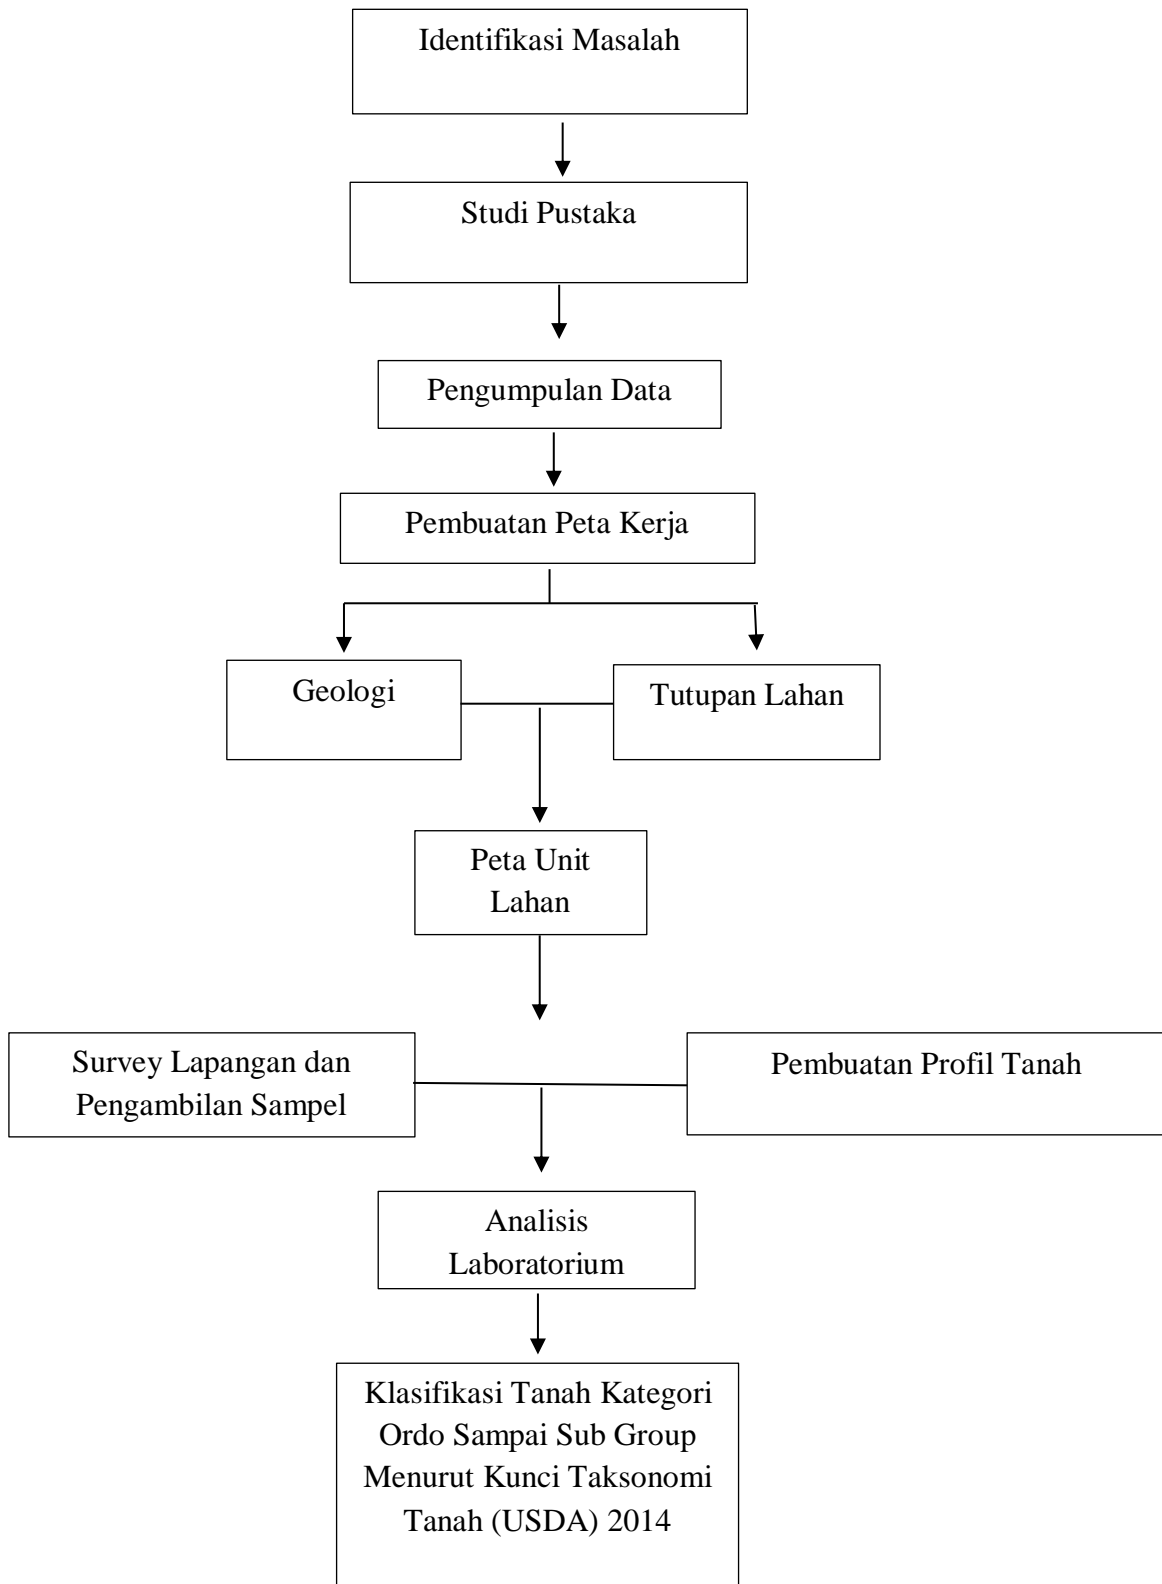 Identifikasi Masalah
Studi Pustaka
Pengumpulan Data
Pembuatan Peta Kerja
Geologi
Tutupan Lahan
Peta Unit
Lahan
Survey Lapangan dan
Pengambilan Sampel
Pembuatan Profil Tanah
Analisis
Laboratorium
Klasifikasi Tanah Kategori
Ordo Sampai Sub Group
Menurut Kunci Taksonomi
Tanah (USDA) 2014